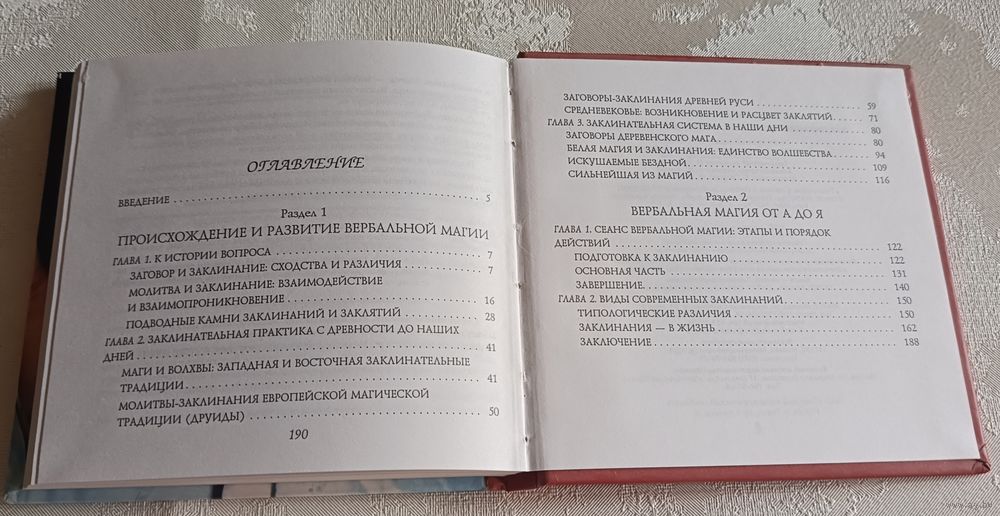 ОГЛАВЛЕНИЕ
ВВЕДЕНИЕ . . . . . . . . . . . . . . . . . . . . . . . . . . . . . . 5
Раздел 1
ПРОИСХОЖДЕНИЕ И РАЗВИТИЕ ВЕРБАЛЬНОЙ МАГИИ
ГЛАВА 1. К ИСТОРИИ ВОПРОСА . . . . . . . . . . . . . . . . . . . . 7
ЗАГОВОР И ЗАКЛИНАНИЕ: СХОДСТВА И РАЗЛИЧИЯ . . . . . . . . 7
МОЛИТВА И ЗАКЛИНАНИЕ: ВЗАИМОДЕЙСТВИЕ
И ВЗАИМОПРОНИКНОВЕНИЕ . . . . . . . . . . . . . . . . . . . 16
ПОДВОДНЫЕ КАМНИ ЗАКЛИНАНИЙ И ЗАКЛЯТИЙ . . . . . . . . 28
ГЛАВА 2. ЗАКЛИНАТЕЛЬНАЯ ПРАКТИКА С ДРЕВНОСТИ ДО НАШИХ
ДНЕЙ . . . . . . . . . . . . . . . . . . . . . . . . . . . . . . . . 41
МАГИ И ВОЛХВЫ: ЗАПАДНАЯ И ВОСТОЧНАЯ ЗАКЛИНАТЕЛЬНЫЕ
ТРАДИЦИИ . . . . . . . . . . . . . . . . . . . . . . . . . . . . . 41
МОЛИТВЫ-ЗАКЛИНАНИЯ ЕВРОПЕЙСКОЙ МАГИЧЕСКОЙ
ТРАДИЦИИ (ДРУИДЫ) . . . . . . . . . . . . . . . . . . . . . . . 50
190
ЗАГОВОРЫ-ЗАКЛИНАНИЯ ДРЕВНЕЙ РУСИ . . . . . . . . . . . . 59
СРЕДНЕВЕКОВЬЕ: ВОЗНИКНОВЕНИЕ И РАСЦВЕТ ЗАКЛЯТИЙ . . . . . 71
ГЛАВА 3. ЗАКЛИНАТЕЛЬНАЯ СИСТЕМА В НАШИ ДНИ . . . . . . . . . 80
ЗАГОВОРЫ ДЕРЕВЕНСКОГО МАГА . . . . . . . . . . . . . . . . . 80
БЕЛАЯ МАГИЯ И ЗАКЛИНАНИЯ: ЕДИНСТВО ВОЛШЕБСТВА . . . . . 94
ИСКУШАЕМЫЕ БЕЗДНОЙ . . . . . . . . . . . . . . . . . . . . . 109
СИЛЬНЕЙШАЯ ИЗ МАГИЙ . . . . . . . . . . . . . . . . . . . . . 116
Раздел 2
ВЕРБАЛЬНАЯ МАГИЯ ОТ А ДО Я
ГЛАВА 1. СЕАНС ВЕРБАЛЬНОЙ МАГИИ: ЭТАПЫ И ПОРЯДОК
ДЕЙСТВИЙ . . . . . . . . . . . . . . . . . . . . . . . . . . . . . 122
ПОДГОТОВКА К ЗАКЛИНАНИЮ . . . . . . . . . . . . . . . . . . 122
ОСНОВНАЯ ЧАСТЬ . . . . . . . . . . . . . . . . . . . . . . . . . 131
ЗАВЕРШЕНИЕ . . . . . . . . . . . . . . . . . . . . . . . . . . . . 140
ГЛАВА 2. ВИДЫ СОВРЕМЕННЫХ ЗАКЛИНАНИЙ . . . . . . . . . . . 150
ТИПОЛОГИЧЕСКИЕ РАЗЛИЧИЯ . . . . . . . . . . . . . . . . . . 150
ЗАКЛИНАНИЯ — В ЖИЗНЬ . . . . . . . . . . . . . . . . . . . . 162
ЗАКЛЮЧЕНИЕ . . . . . . . . . . . . . . . . . . . . . . . . . . . 188